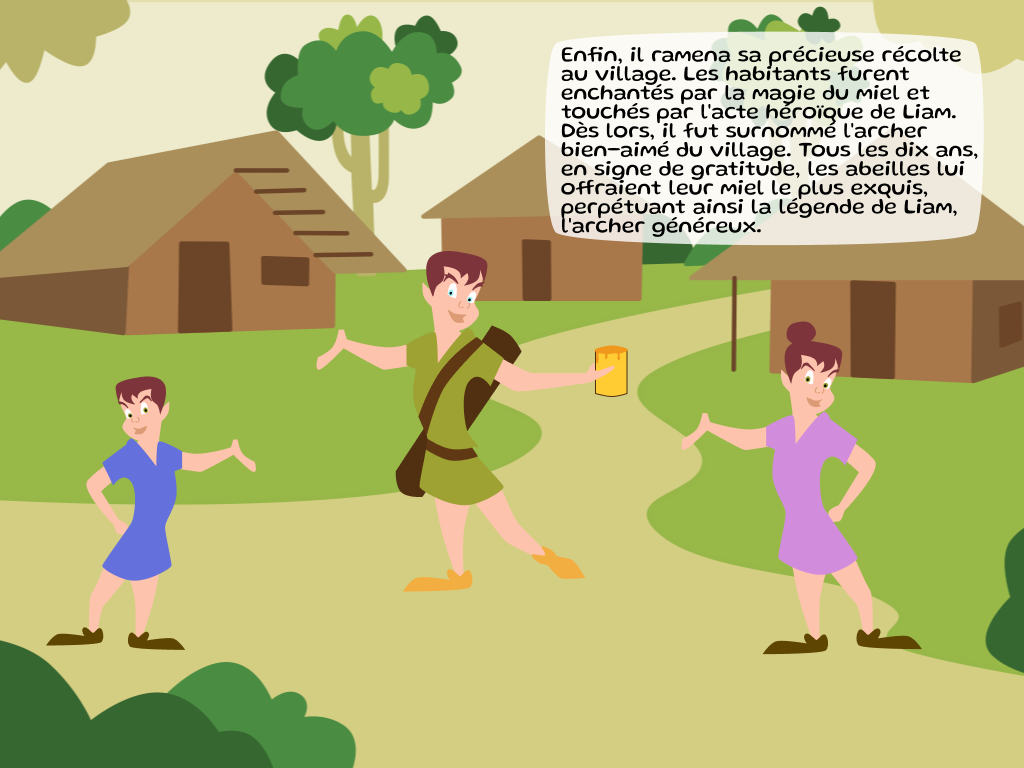 Enfin, il ramena sa précieuse récolte
au village. Les habitants furent
enchantés par la magie du miel et
touchés par l'acte héroïque de Liam.
Dès lors, il fut surnommé l'archer
bien-aimé du village. Tous les dix ans,
en signe de gratitude, les abeilles lui
offraient leur miel le plus exquis,
perpétuant ainsi la légende de Liam,
l'archer généreux.